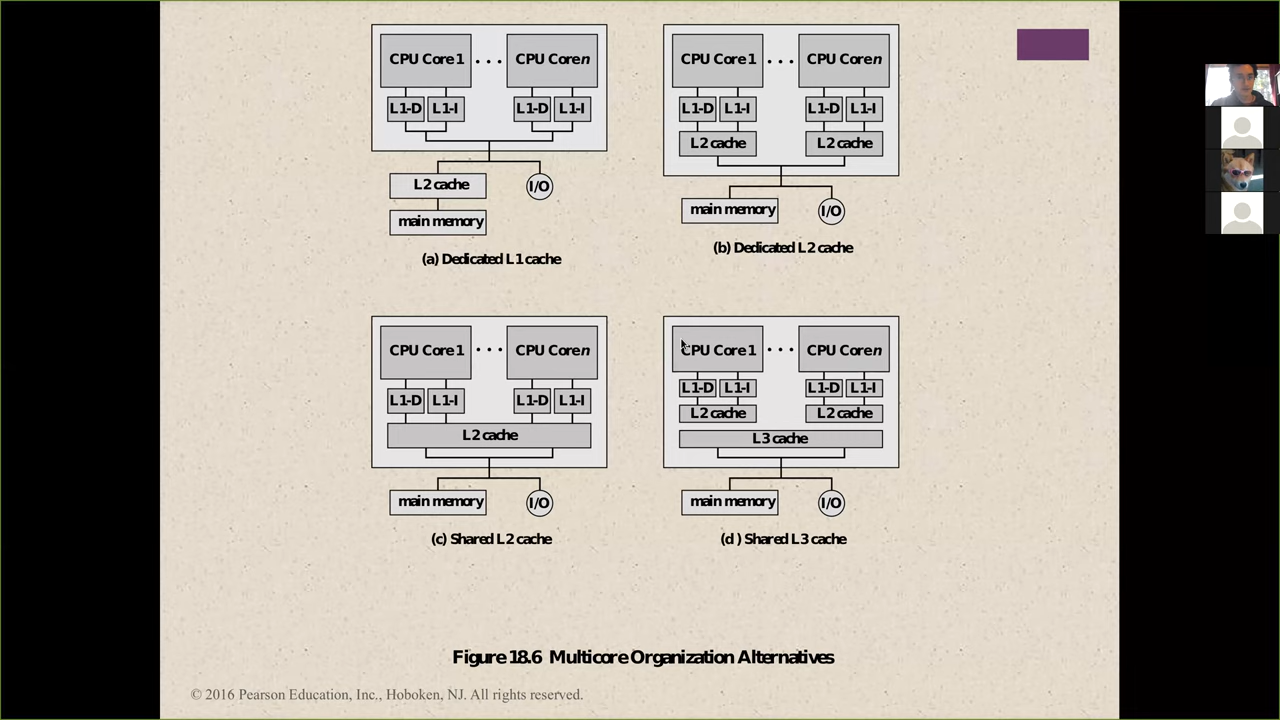 CPU Core 1 . . . CPU Core n
L1-D L1-I L1-D L1-I
L2 cache I/O
main memory
(a) Dedicated L1 cache
CPU Core 1 . . . CPU Core n
L1-D L1-I L1-D L1-I
L2 cache L2 cache
main memory I/O
(b) Dedicated L2 cache
CPU Core 1 . . . CPU Core n
L1-D L1-I L1-D L1-I
L2 cache
main memory I/O
(c) Shared L2 cache
CPU Core 1 . . . CPU Core n
L1-D L1-I L1-D L1-I
L2 cache L2 cache
L3 cache
main memory I/O
(d ) Shared L3 cache
Figure 18.6 Multicore Organization Alternatives
© 2016 Pearson Education, Inc., Hoboken, NJ. All rights reserved.